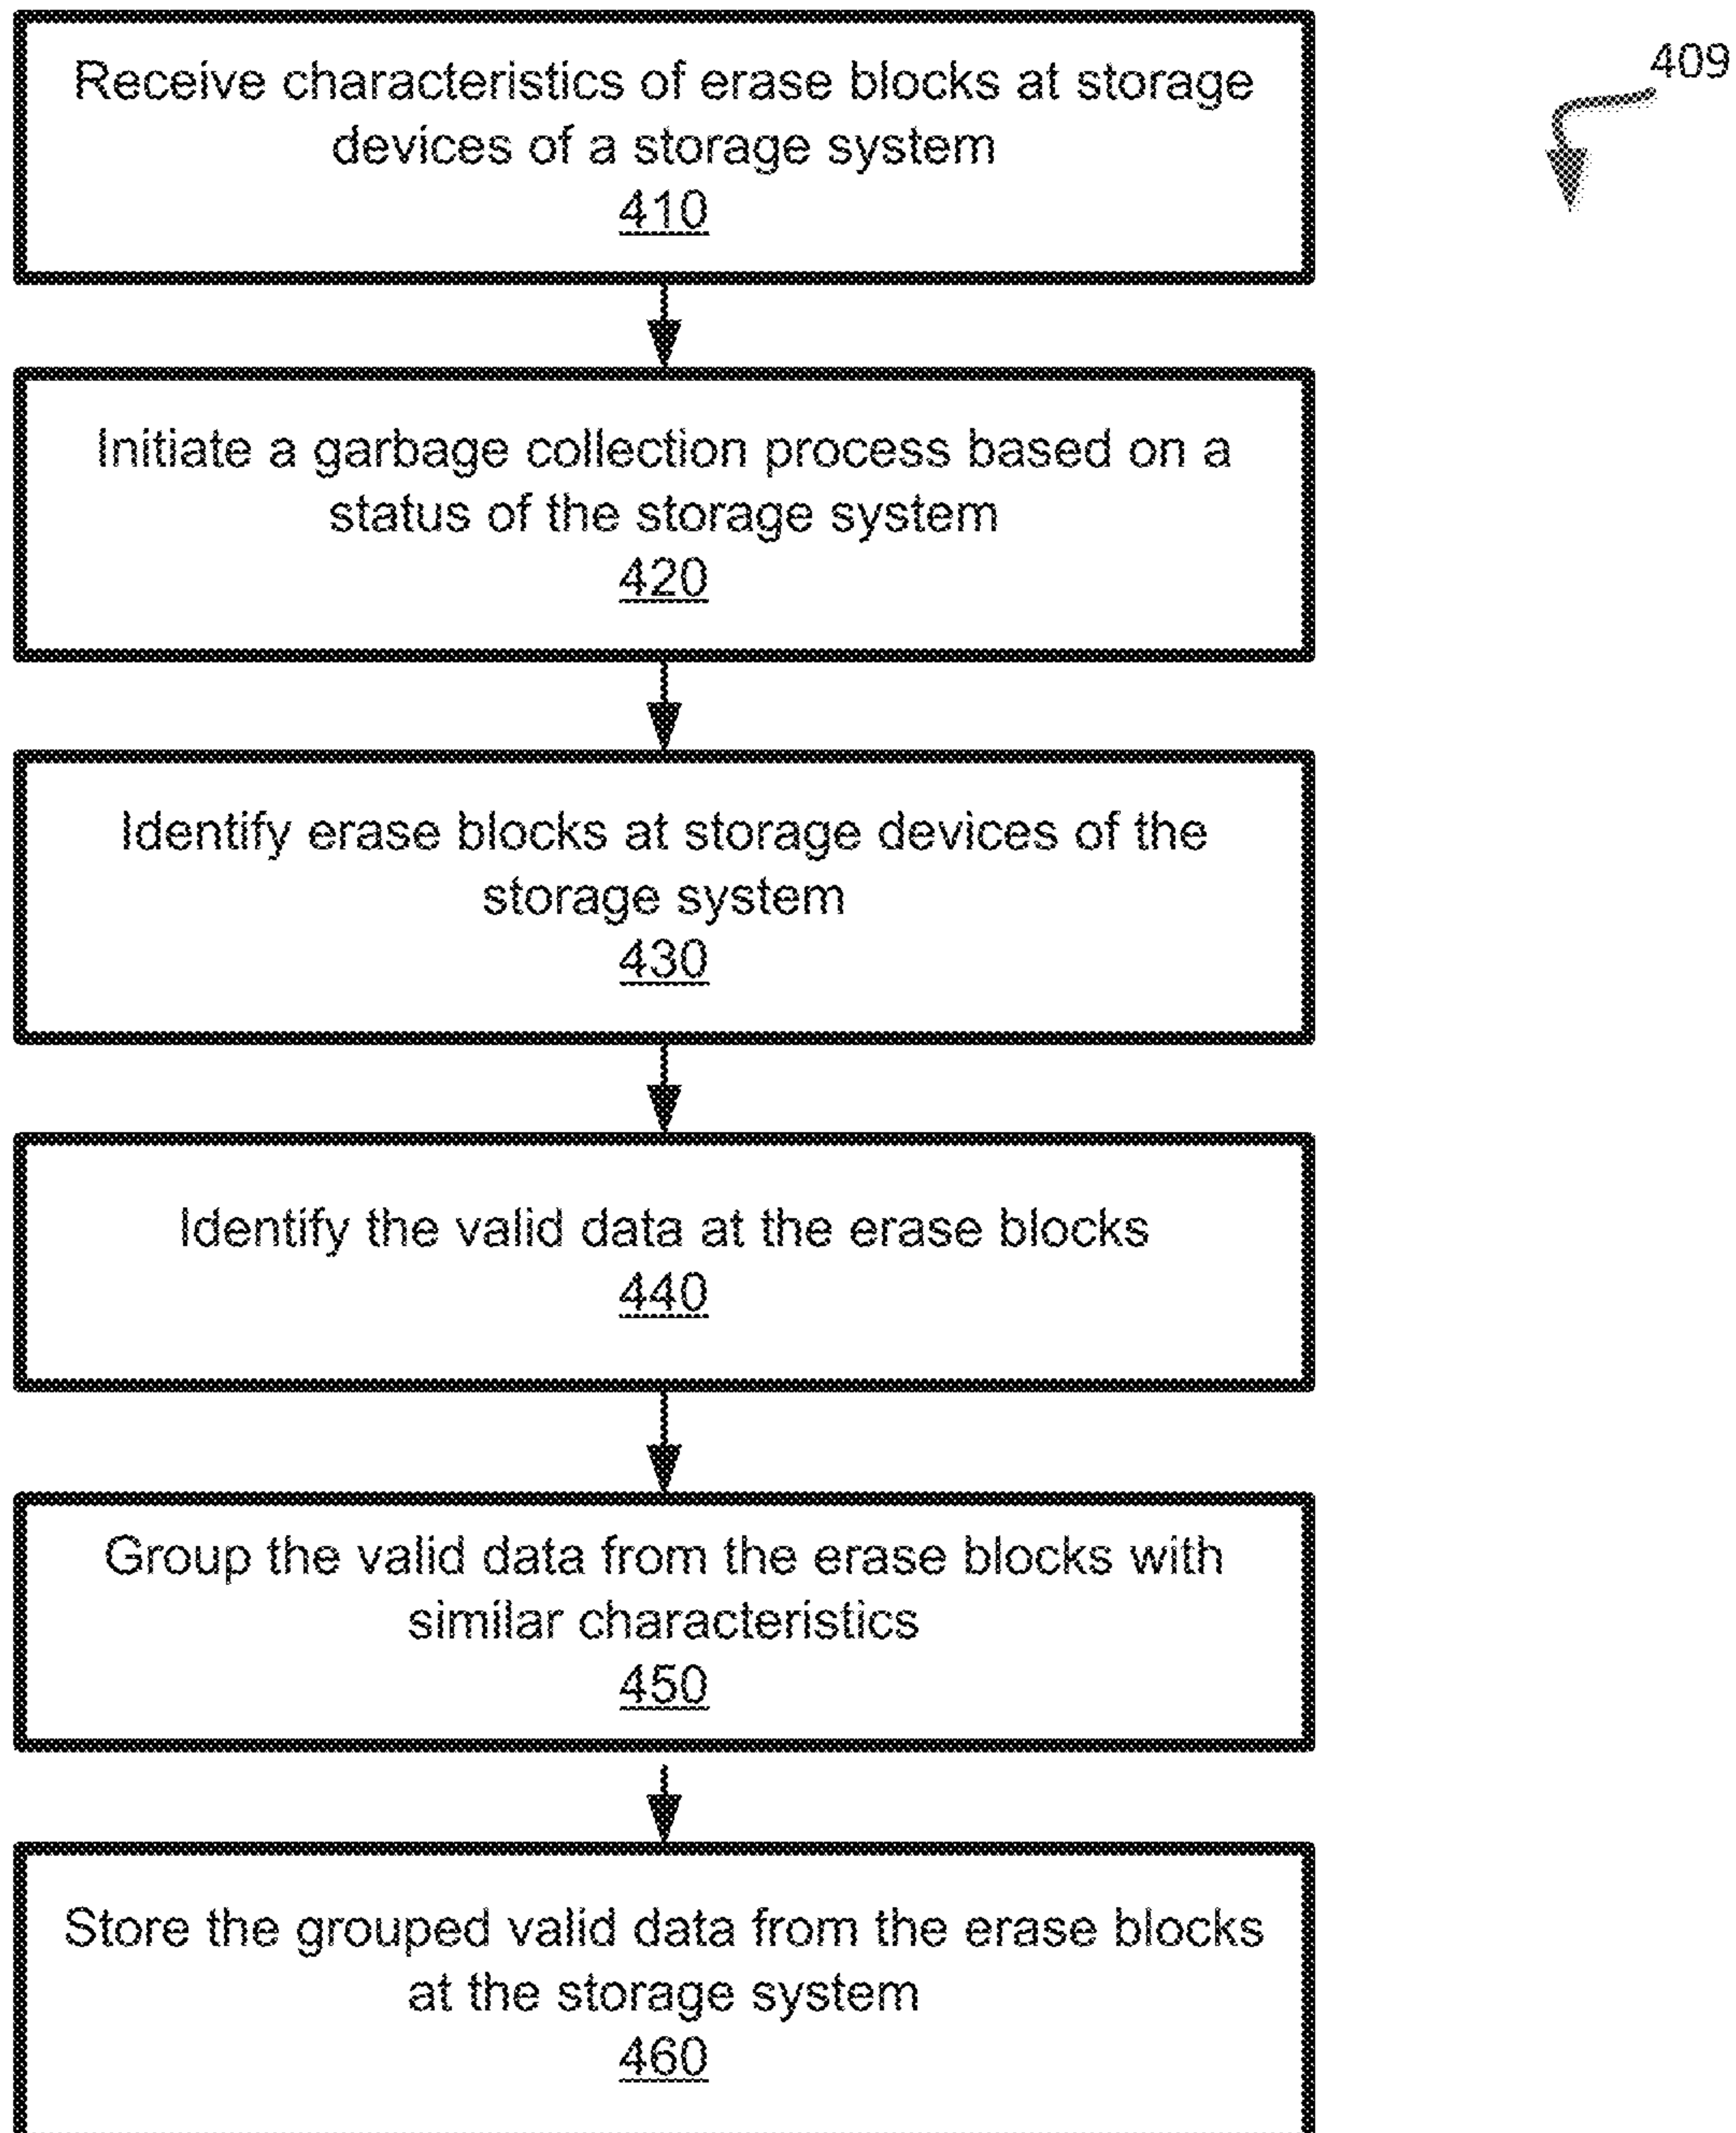 409
Receive characteristics of erase blocks at storage
devices of a storage system
410
Initiate a garbage collection process based on a
status of the storage system
420
Identify erase blocks at storage devices of the
storage system
430
Identify the valid data at the erase blocks
440
Group the valid data from the erase blocks with
similar characteristics
450
Store the grouped valid data from the erase blocks
at the storage system
460